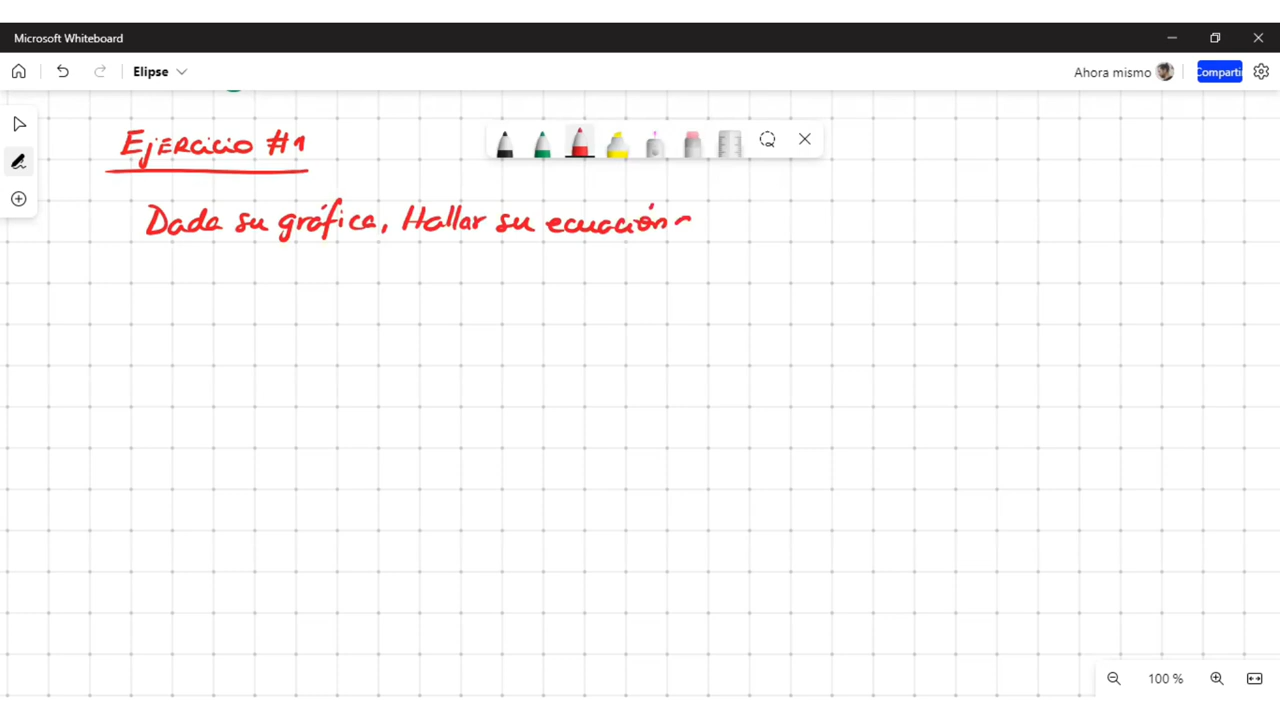 Microsoft Whiteboard
Elipse
Ahora mismo
Comparti
Ejercicio #1
Dada su gráfica, Hallar su ecuación
100 %